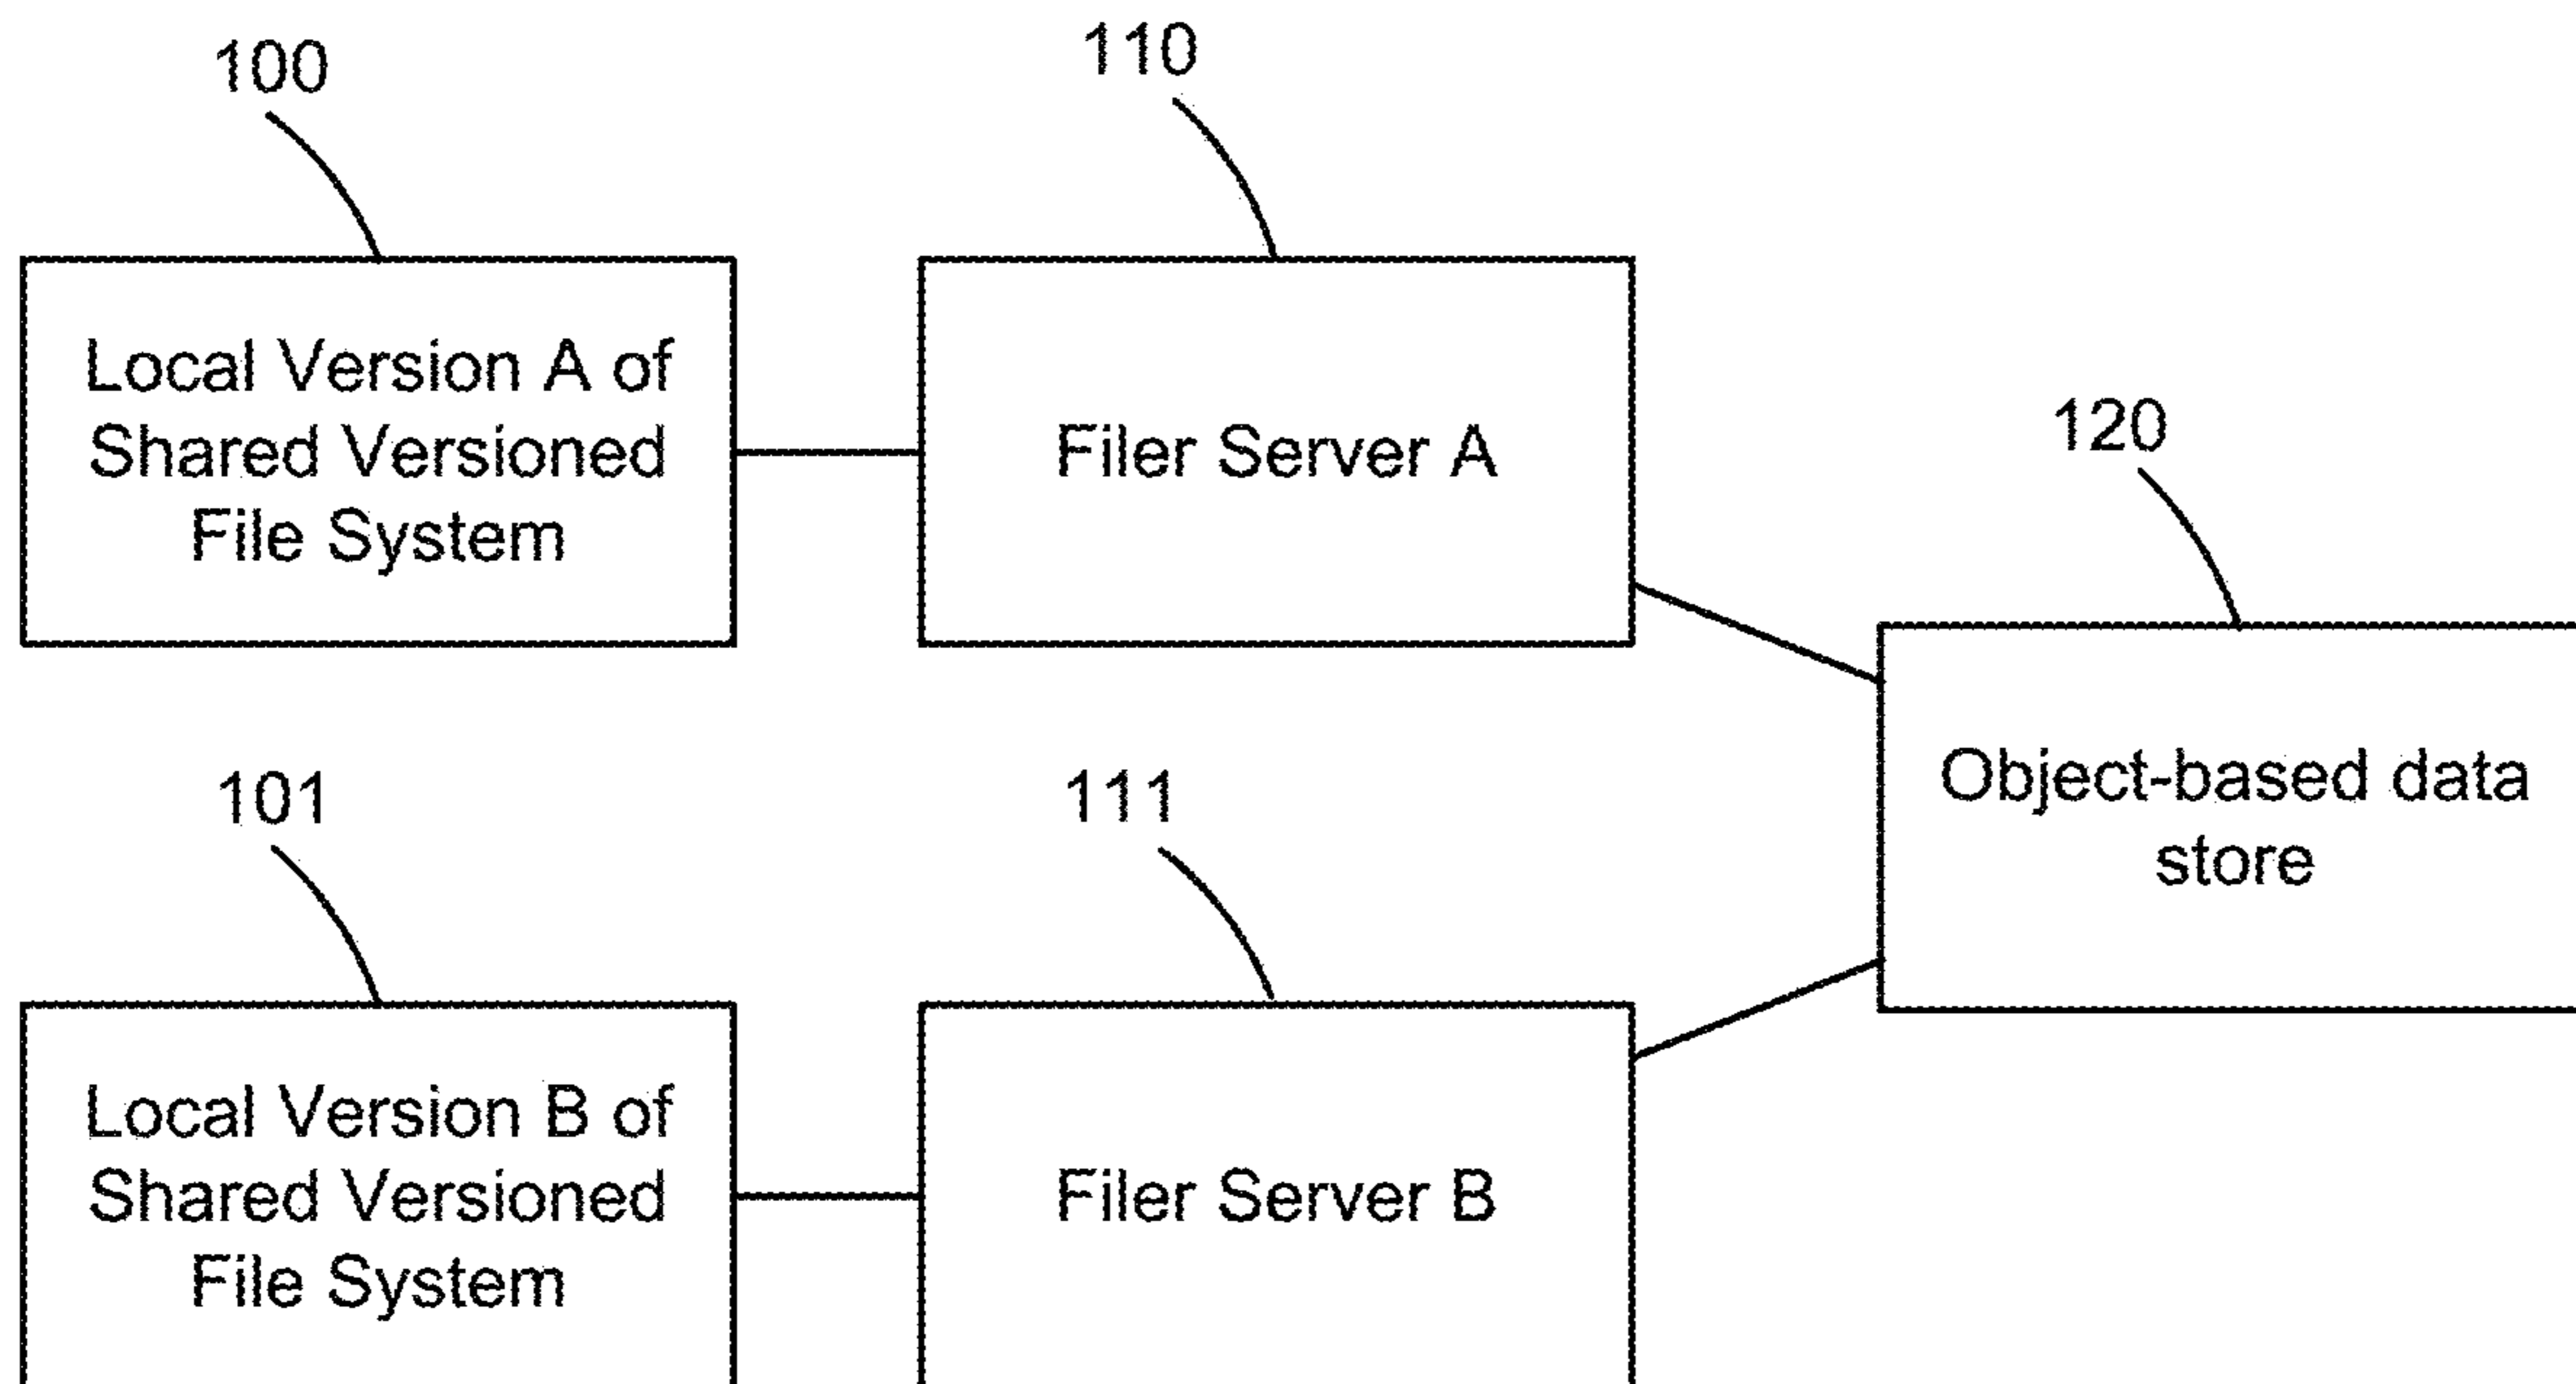 100
110
Local Version A of
Shared Versioned
File System
Filer Server A
120
Object-based data
store
101
111
Local Version B of
Shared Versioned
File System
Filer Server B